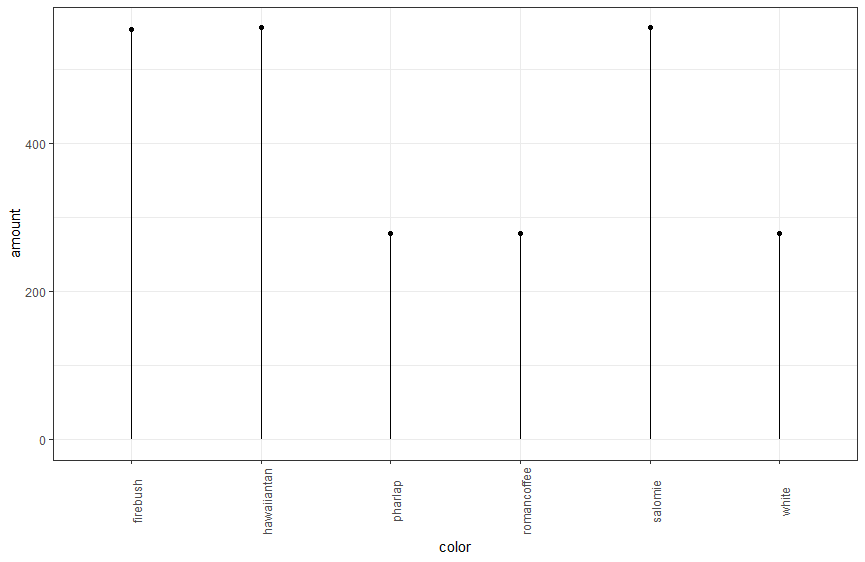 amount
400
200
0
firebush
hawaiiantan
pharlap
romancoffee
salomie
white
color